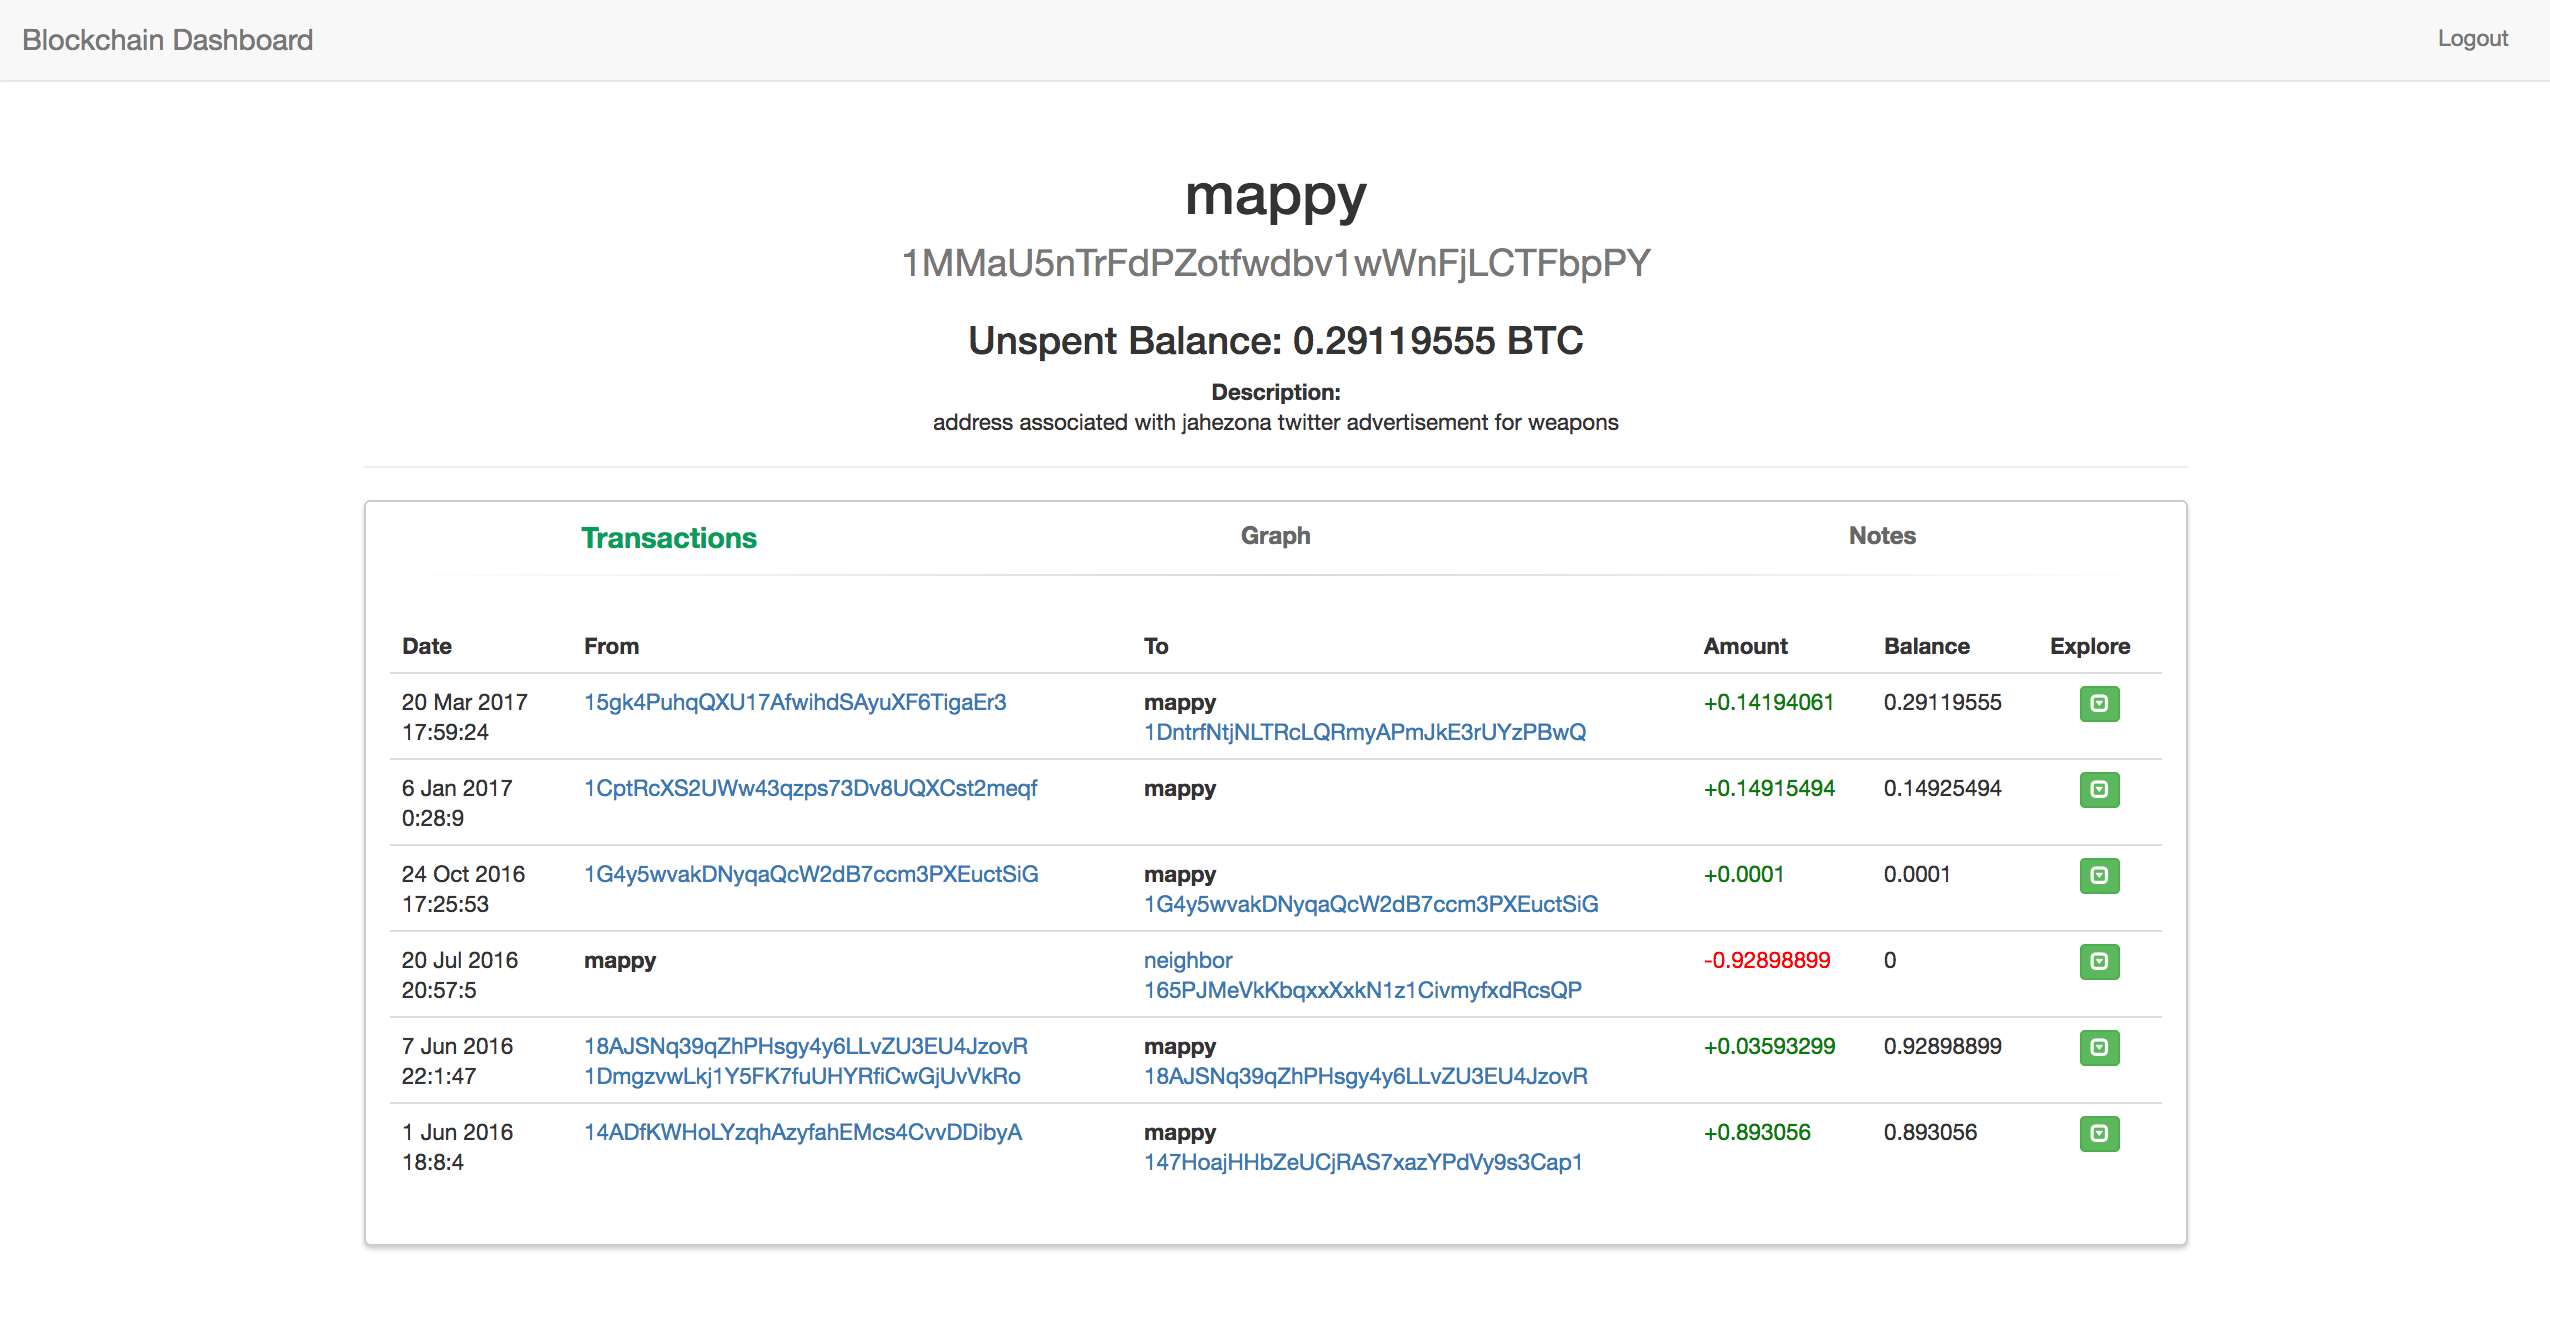 Blockchain Dashboard Logout
mappy
1MMaU5nTrFdPZotfwdbv1wWnFjLCTFbpPY
Unspent Balance: 0.29119555 BTC
Description:
address associated with jahezona twitter advertisement for weapons
Transactions Graph Notes
Date From To Amount Balance Explore
20 Mar 2017 15gk4PuhqQXU17AfwihdSAyuXF6TigaEr3 mappy +0.14194061 0.29119555
17:59:24 1DntrfNtjNLTRcLQRmyAPmJkE3rUYzPBwQ
6 Jan 2017 1CptRcXS2UWw43qzps73Dv8UQXCst2meqf mappy +0.14915494 0.14925494
0:28:9
24 Oct 2016 1G4y5wvakDNyqaQcW2dB7ccm3PXEuctSiG mappy +0.0001 0.0001
17:25:53 1G4y5wvakDNyqaQcW2dB7ccm3PXEuctSiG
20 Jul 2016 mappy neighbor -0.92898899 0
20:57:5 165PJMeVkKbqxxXxkN1z1CivmyfxdRcsQP
7 Jun 2016 18AJSNq39qZhPHsgy4y6LLvZU3EU4JzovR mappy +0.03593299 0.92898899
22:1:47 1DmgzvwLkj1Y5FK7fuUHYRfiCwGjUvVkRo 18AJSNq39qZhPHsgy4y6LLvZU3EU4JzovR
1 Jun 2016 14ADfKWHoLYzqhAzyfahEMcs4CvvDDibyA mappy +0.893056 0.893056
18:8:4 147HoajHHbZeUCjRAS7xazYPdVy9s3Cap1